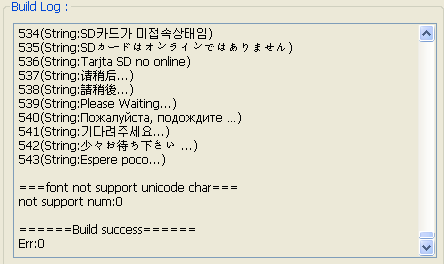 Build Log :
534(String:SD카드가 미접속상태임)
535(String:SDカードはオンラインではありません)
536(String:Tarjta SD no online)
537(String:请稍后...)
538(String:請稍後...)
539(String:Please Waiting...)
540(String:Пожалуйста, подождите ...)
541(String:기다려주세요...)
542(String:少々お待ち下さい ...)
543(String:Espere poco...)
===font not support unicode char===
not support num:0
======Build success======
Err:0